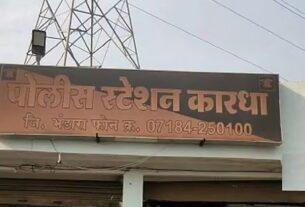 पोलीस स्टेशन कारधा
जि. भंडारा फोन क्र. 07184-250100